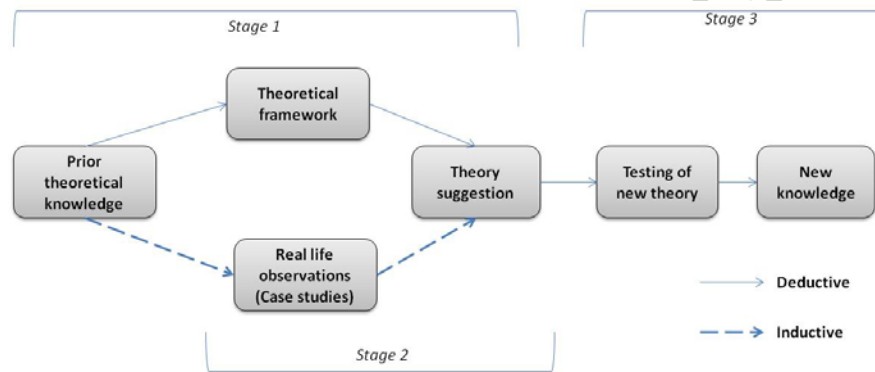 Stage 1
Stage 3
Theoretical
framework
Prior
theoretical
knowledge
Theory
suggestion
Testing of
new theory
New
knowledge
Real life
observations
(Case studies)
Deductive
Inductive
Stage 2